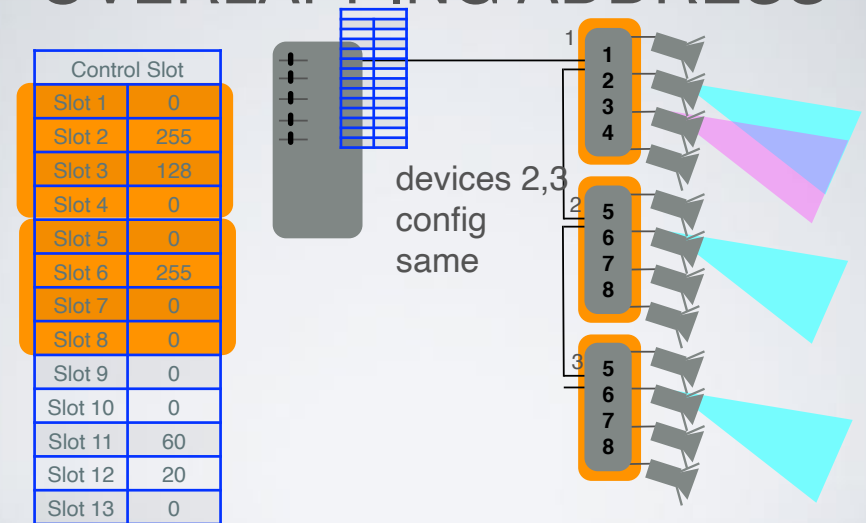 OVERLAPPING ADDRESS
Control Slot
Slot 1 0
Slot 2 255
Slot 3 128
Slot 4 0
Slot 5 0
Slot 6 255
Slot 7 0
Slot 8 0
Slot 9 0
Slot 10 0
Slot 11 60
Slot 12 20
Slot 13 0
devices 2,3
config
same
1
1
2
3
4
2
5
6
7
8
3
5
6
7
8